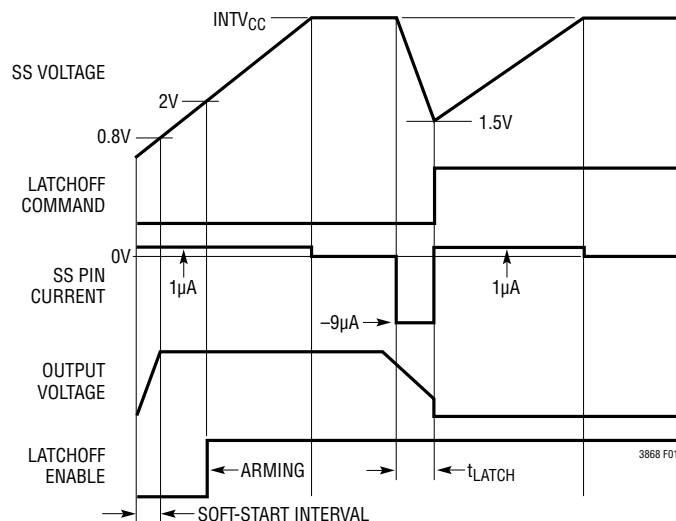 INTVCC
SS VOLTAGE
2V
0.8V
1.5V
LATCHOFF
COMMAND
0V
SS PIN
CURRENT
1µA
1µA
–9µA
OUTPUT
VOLTAGE
LATCHOFF
ENABLE
ARMING
tLATCH
3868 F01
SOFT-START INTERVAL